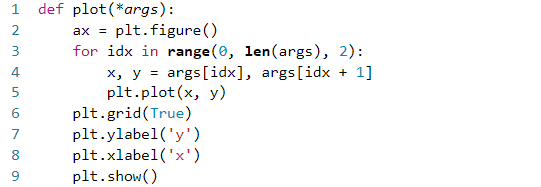 1 def plot(*args):
2     ax = plt.figure()
3     for idx in range(0, len(args), 2):
4         x, y = args[idx], args[idx + 1]
5         plt.plot(x, y)
6     plt.grid(True)
7     plt.ylabel('y')
8     plt.xlabel('x')
9     plt.show()